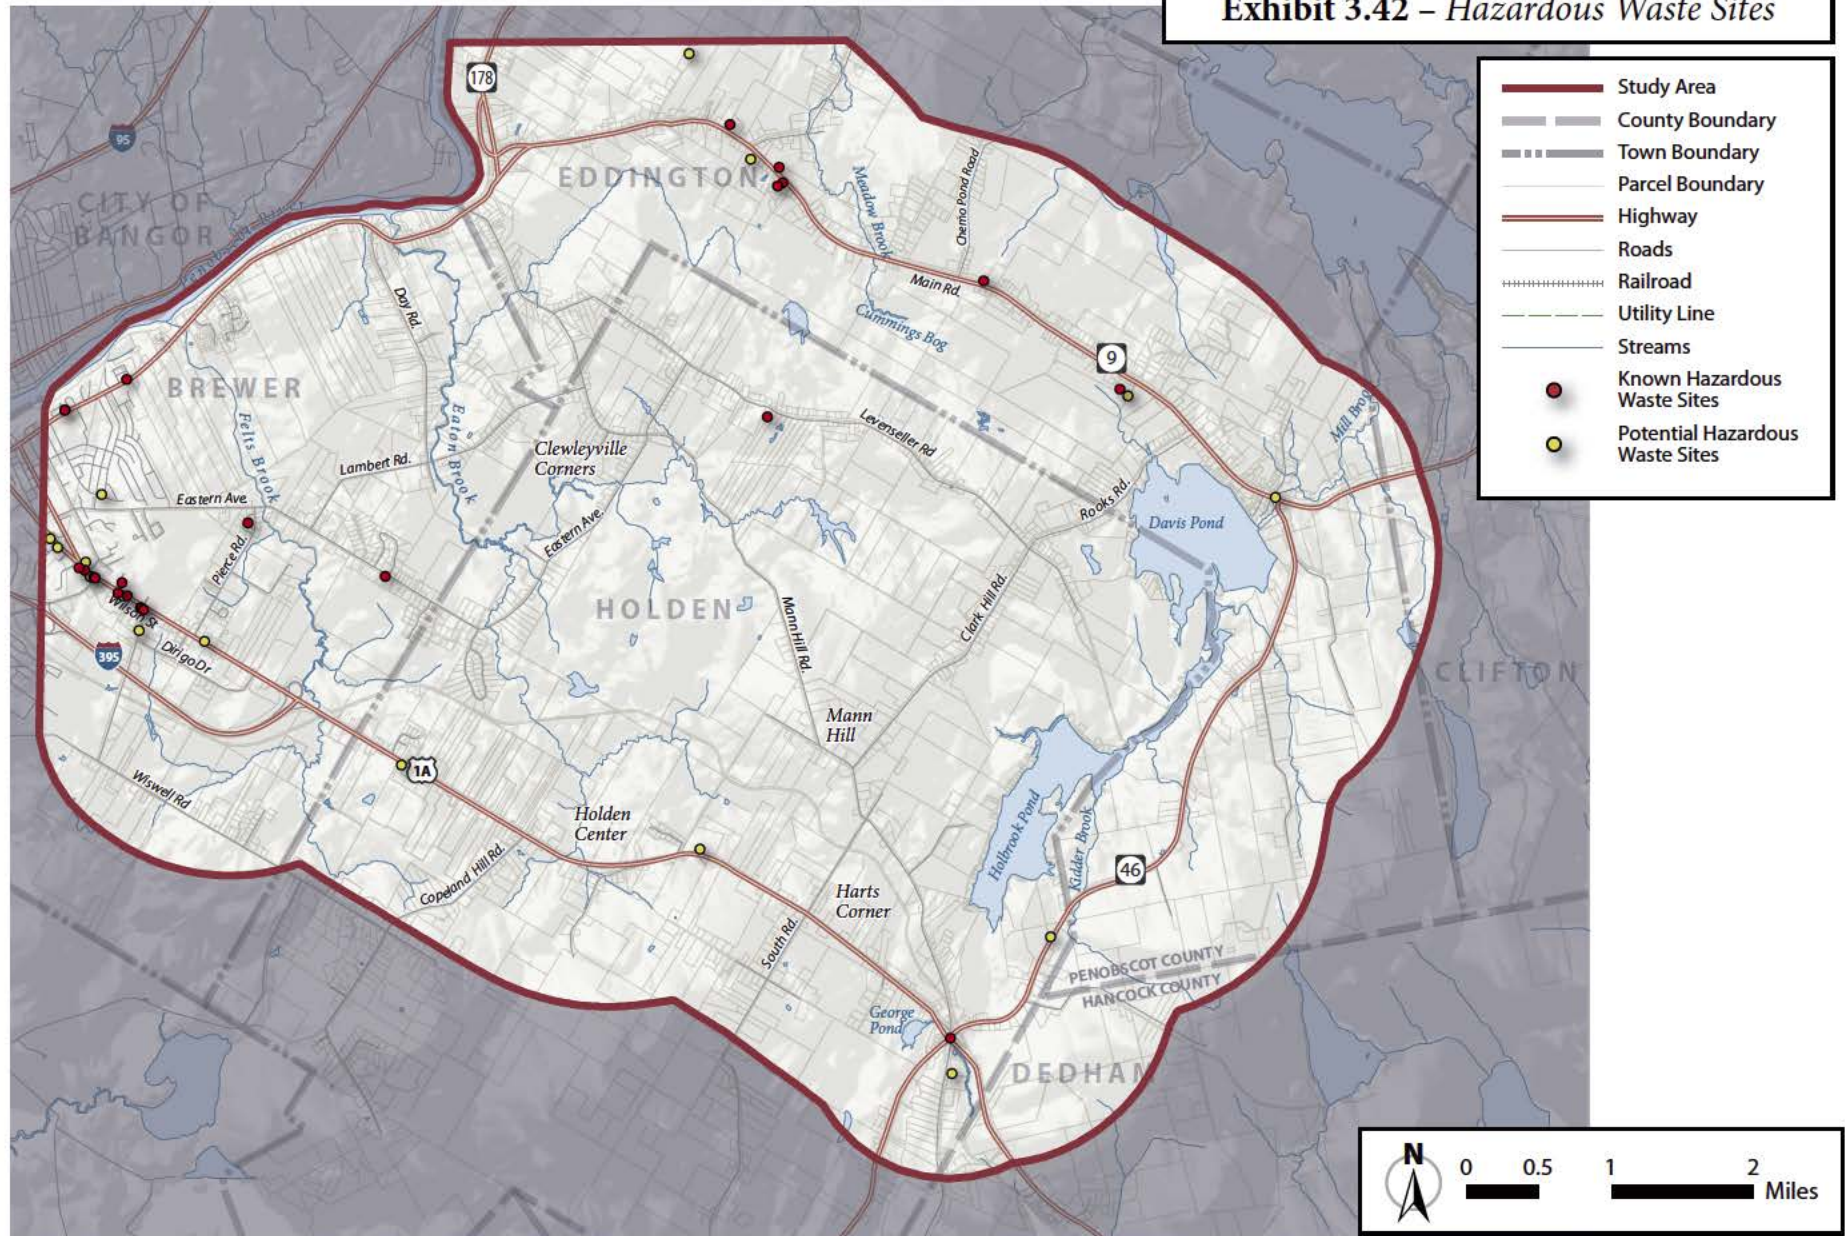 Exhibit 3.42 – Hazardous Waste Sites
Study Area
County Boundary
Town Boundary
Parcel Boundary
Highway
Roads
Railroad
Utility Line
Streams
Known Hazardous
Waste Sites
Potential Hazardous
Waste Sites
178
95
CITY OF
BANGOR
EDDINGTON
Meadow Brook
Chemo Pond Road
Day Rd.
Main Rd.
Cummings Bog
9
BREWER
Felts Brook
Eaton Brook
Mill Brook
Clewleyville
Corners
Levenseller Rd
Lambert Rd.
Eastern Ave.
Rooks Rd.
Davis Pond
Eastern Ave.
Pierce Rd.
HOLDEN
Clark Hill Rd.
Mann Hill Rd.
Wilson St
395
Dirigo Dr
CLIFTON
Mann
Hill
1A
Wiswell Rd
Holden
Center
Holbrook Pond
Kidder Brook
46
Copeland Hill Rd.
Harts
Corner
South Rd.
PENOBSCOT COUNTY
HANCOCK COUNTY
George
Pond
DEDHAM
N
0 0.5 1 2
Miles